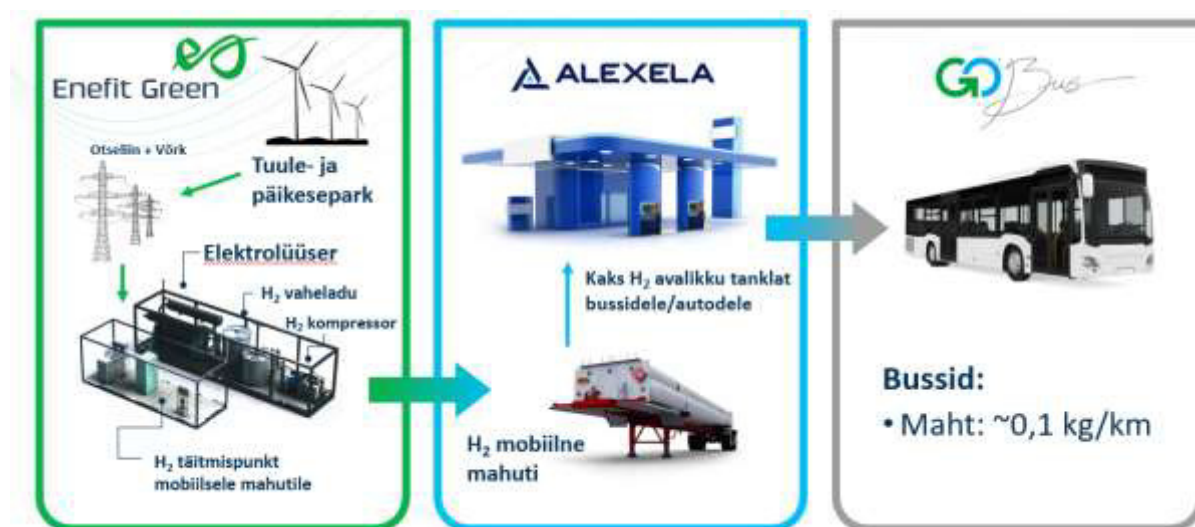 Enefit Green
Otseliin + Võrk
Tuule- ja
päikesepark
Elektrolüüser
H₂ vaheladu
H₂ kompressor
H₂ täitmispunkt
mobiilsele mahutile
ALEXELA
Kaks H₂ avalikku tanklat
bussidele/autodele
H₂ mobiilne
mahuti
GO Bus
Bussid:
• Maht: ~0,1 kg/km